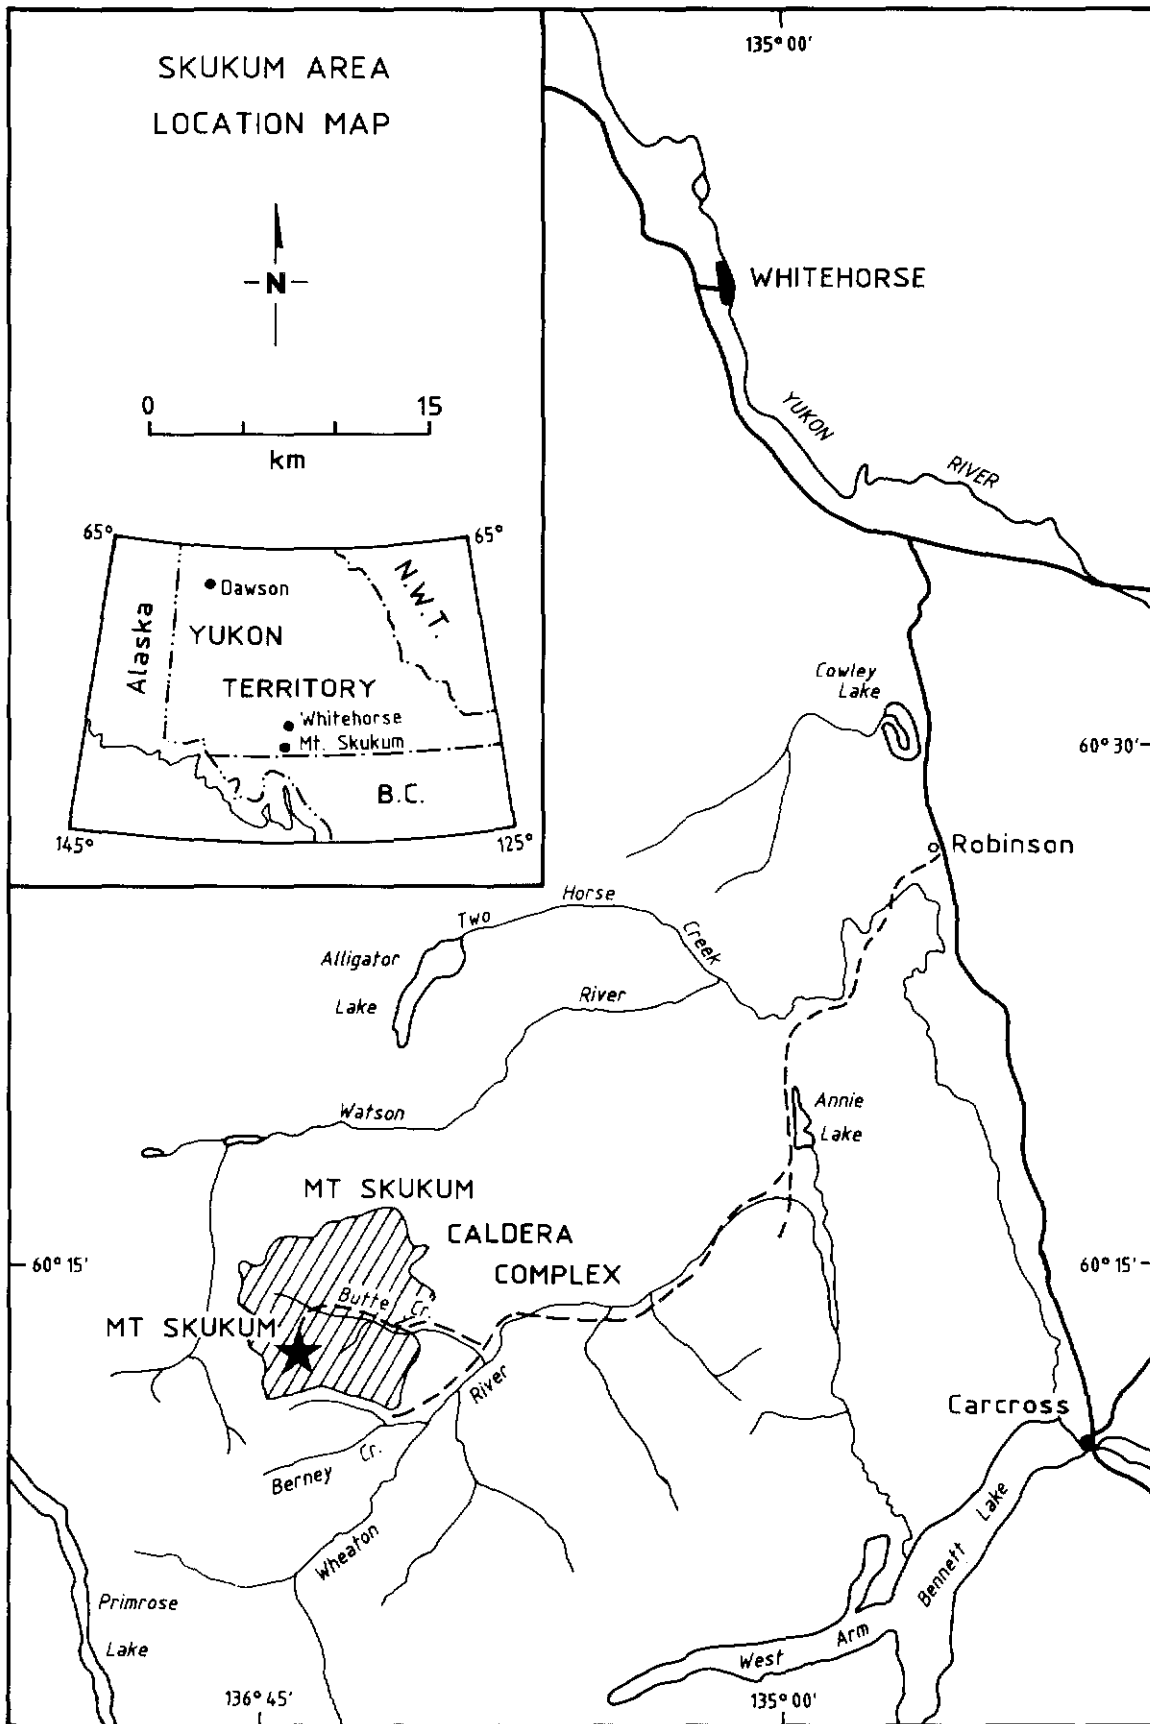 SKUKUM AREA
LOCATION MAP
N
0 15
km
65° 65°
Dawson
N.W.T.
Alaska
YUKON
TERRITORY
Whitehorse
Mt. Skukum
B.C.
145° 125°
135° 00'
WHITEHORSE
YUKON
RIVER
Cowley
Lake
60° 30'
Robinson
Two Horse Creek
Alligator
Lake
River
Watson
Annie
Lake
MT SKUKUM
CALDERA
COMPLEX
60° 15' 60° 15'
Butte Cr.
MT SKUKUM
River
Carcross
Berney Cr.
Wheaton
Lake
Bennett
Primrose
Lake
West Arm
136° 45' 135° 00'